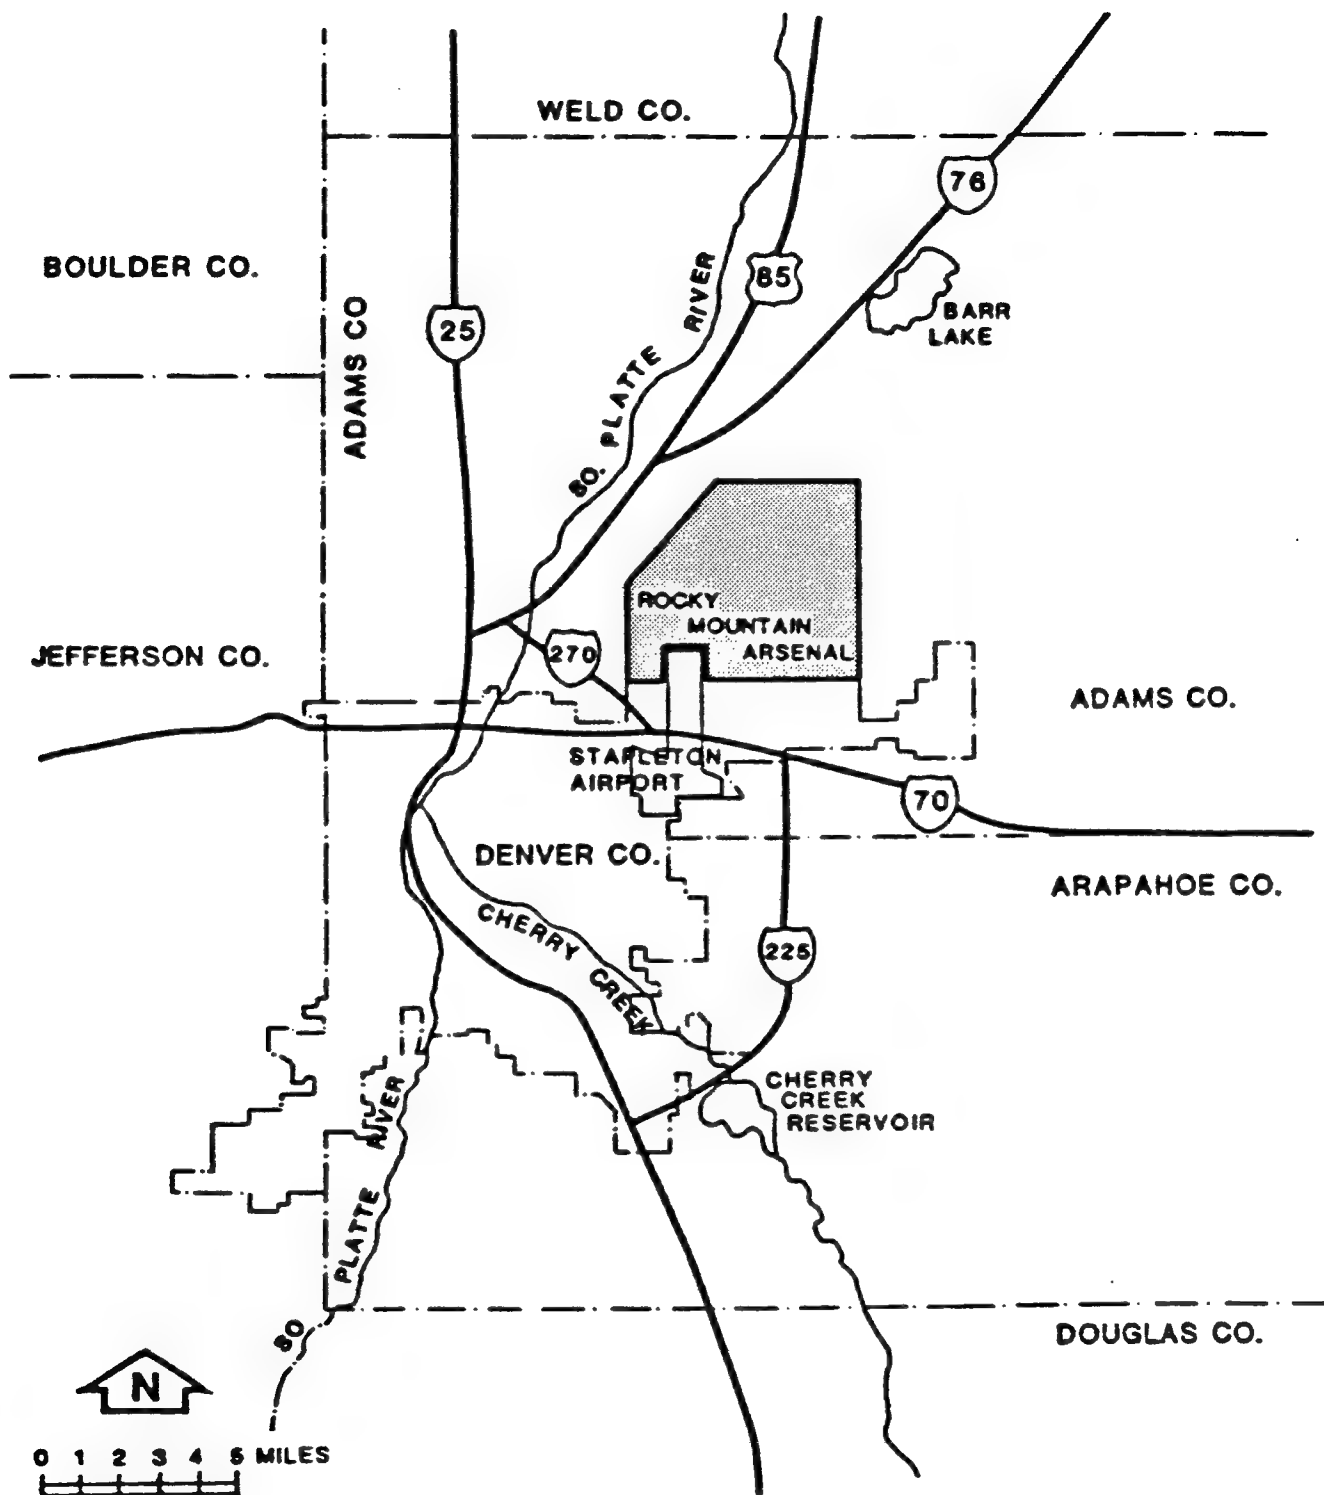 WELD CO.
76
BOULDER CO.
85
SO. PLATTE RIVER
BARR
LAKE
ADAMS CO
25
ROCKY
MOUNTAIN
ARSENAL
270
JEFFERSON CO.
ADAMS CO.
STAPLETON
AIRPORT
70
DENVER CO.
ARAPAHOE CO.
CHERRY CREEK
225
CHERRY
CREEK
RESERVOIR
SO PLATTE RIVER
DOUGLAS CO.
N
0 1 2 3 4 5 MILES